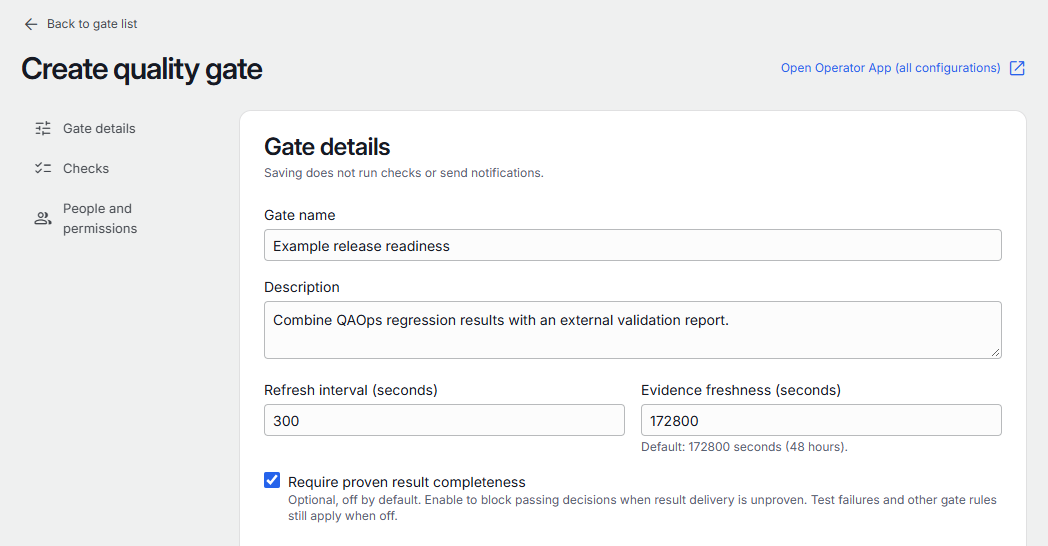 Back to gate list
Create quality gate
Open Operator App (all configurations)
Gate details
Checks
People and
permissions
Gate details
Saving does not run checks or send notifications.
Gate name
Example release readiness
Description
Combine QAOps regression results with an external validation report.
Refresh interval (seconds)
300
Evidence freshness (seconds)
172800
Default: 172800 seconds (48 hours).
Require proven result completeness
Optional, off by default. Enable to block passing decisions when result delivery is unproven. Test failures and other gate rules
still apply when off.